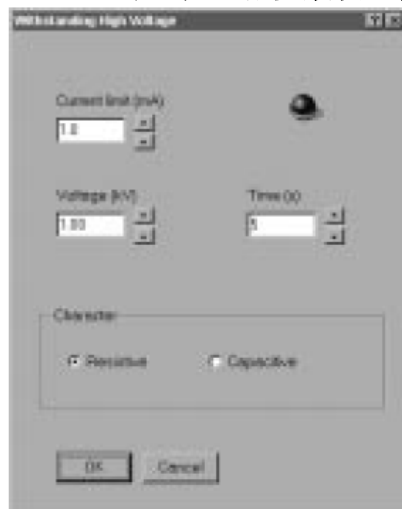 Withstanding High Voltage
Current limit (mA)
1.0
Voltage (kV)
1.00
Time (s)
5
Character
Resistive
Capacitive
OK
Cancel